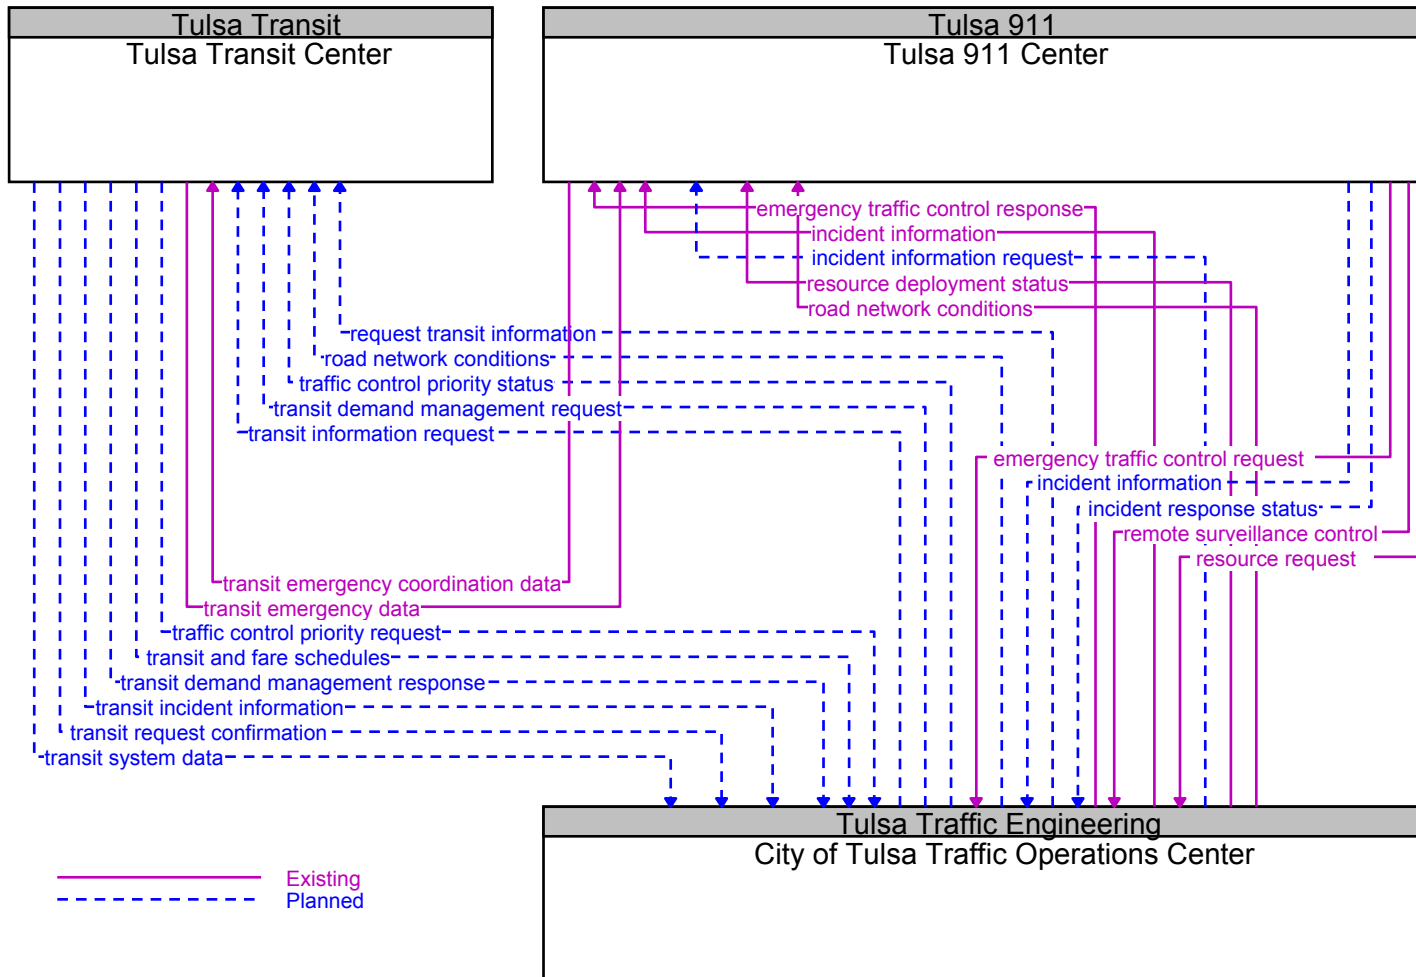 Tulsa Transit
Tulsa Transit Center
Tulsa 911
Tulsa 911 Center
emergency traffic control response
incident information
incident information request
resource deployment status
road network conditions
request transit information
road network conditions
traffic control priority status
transit demand management request
transit information request
emergency traffic control request
incident information
incident response status
remote surveillance control
resource request
transit emergency coordination data
transit emergency data
traffic control priority request
transit and fare schedules
transit demand management response
transit incident information
transit request confirmation
transit system data
Tulsa Traffic Engineering
City of Tulsa Traffic Operations Center
Existing
Planned